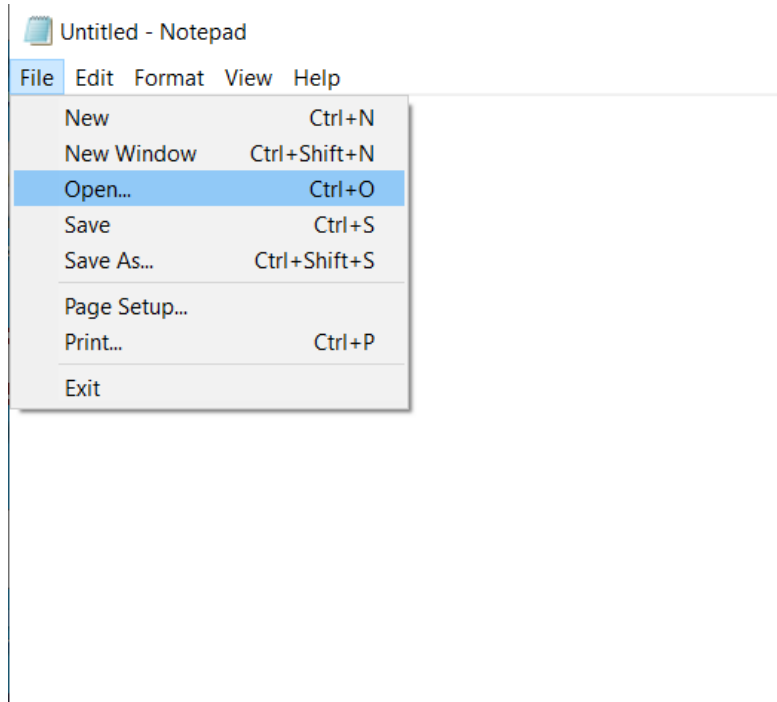 Untitled - Notepad
File Edit Format View Help
New Ctrl+N
New Window Ctrl+Shift+N
Open... Ctrl+O
Save Ctrl+S
Save As... Ctrl+Shift+S
Page Setup...
Print... Ctrl+P
Exit